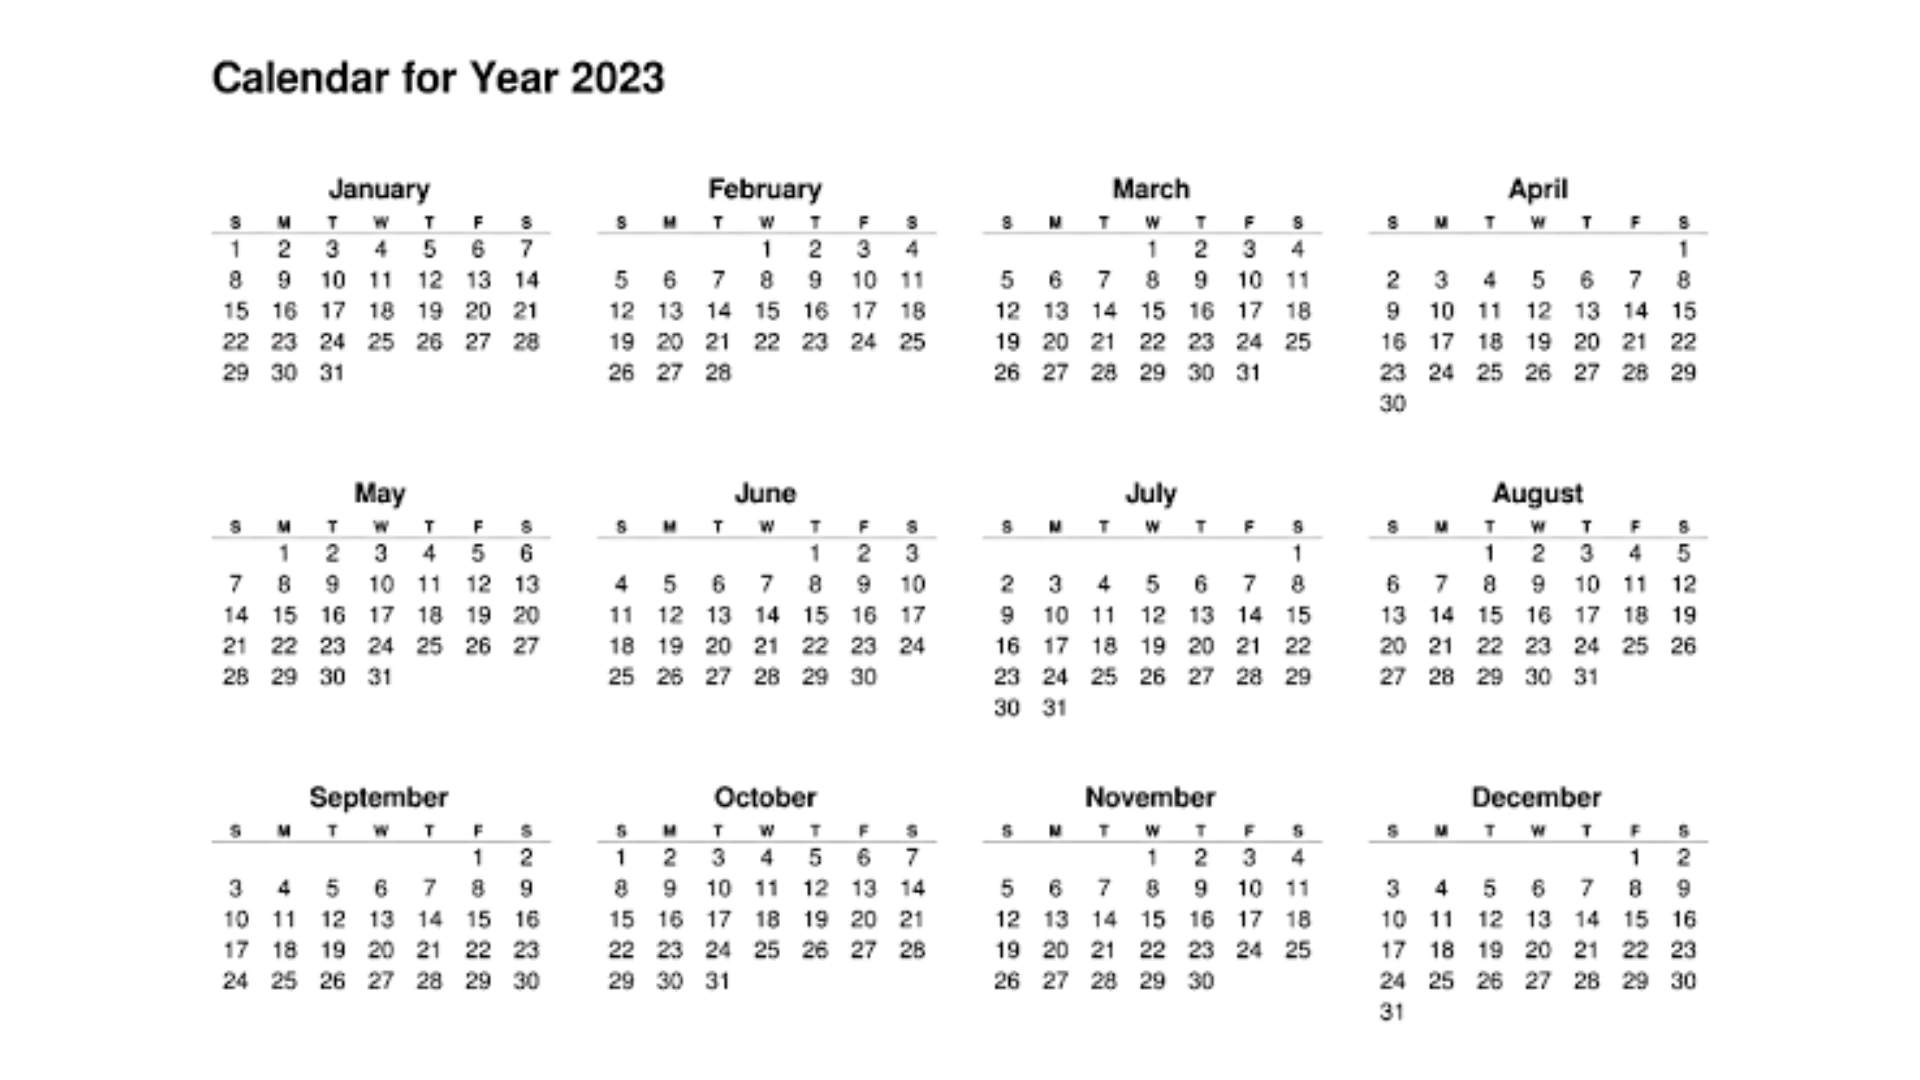 Calendar for Year 2023
January
S M T W T F S
1 2 3 4 5 6 7
8 9 10 11 12 13 14
15 16 17 18 19 20 21
22 23 24 25 26 27 28
29 30 31
February
S M T W T F S
1 2 3 4
5 6 7 8 9 10 11
12 13 14 15 16 17 18
19 20 21 22 23 24 25
26 27 28
March
S M T W T F S
1 2 3 4
5 6 7 8 9 10 11
12 13 14 15 16 17 18
19 20 21 22 23 24 25
26 27 28 29 30 31
April
S M T W T F S
1
2 3 4 5 6 7 8
9 10 11 12 13 14 15
16 17 18 19 20 21 22
23 24 25 26 27 28 29
30
May
S M T W T F S
1 2 3 4 5 6
7 8 9 10 11 12 13
14 15 16 17 18 19 20
21 22 23 24 25 26 27
28 29 30 31
June
S M T W T F S
1 2 3
4 5 6 7 8 9 10
11 12 13 14 15 16 17
18 19 20 21 22 23 24
25 26 27 28 29 30
July
S M T W T F S
1
2 3 4 5 6 7 8
9 10 11 12 13 14 15
16 17 18 19 20 21 22
23 24 25 26 27 28 29
30 31
August
S M T W T F S
1 2 3 4 5
6 7 8 9 10 11 12
13 14 15 16 17 18 19
20 21 22 23 24 25 26
27 28 29 30 31
September
S M T W T F S
1 2
3 4 5 6 7 8 9
10 11 12 13 14 15 16
17 18 19 20 21 22 23
24 25 26 27 28 29 30
October
S M T W T F S
1 2 3 4 5 6 7
8 9 10 11 12 13 14
15 16 17 18 19 20 21
22 23 24 25 26 27 28
29 30 31
November
S M T W T F S
1 2 3 4
5 6 7 8 9 10 11
12 13 14 15 16 17 18
19 20 21 22 23 24 25
26 27 28 29 30
December
S M T W T F S
1 2
3 4 5 6 7 8 9
10 11 12 13 14 15 16
17 18 19 20 21 22 23
24 25 26 27 28 29 30
31